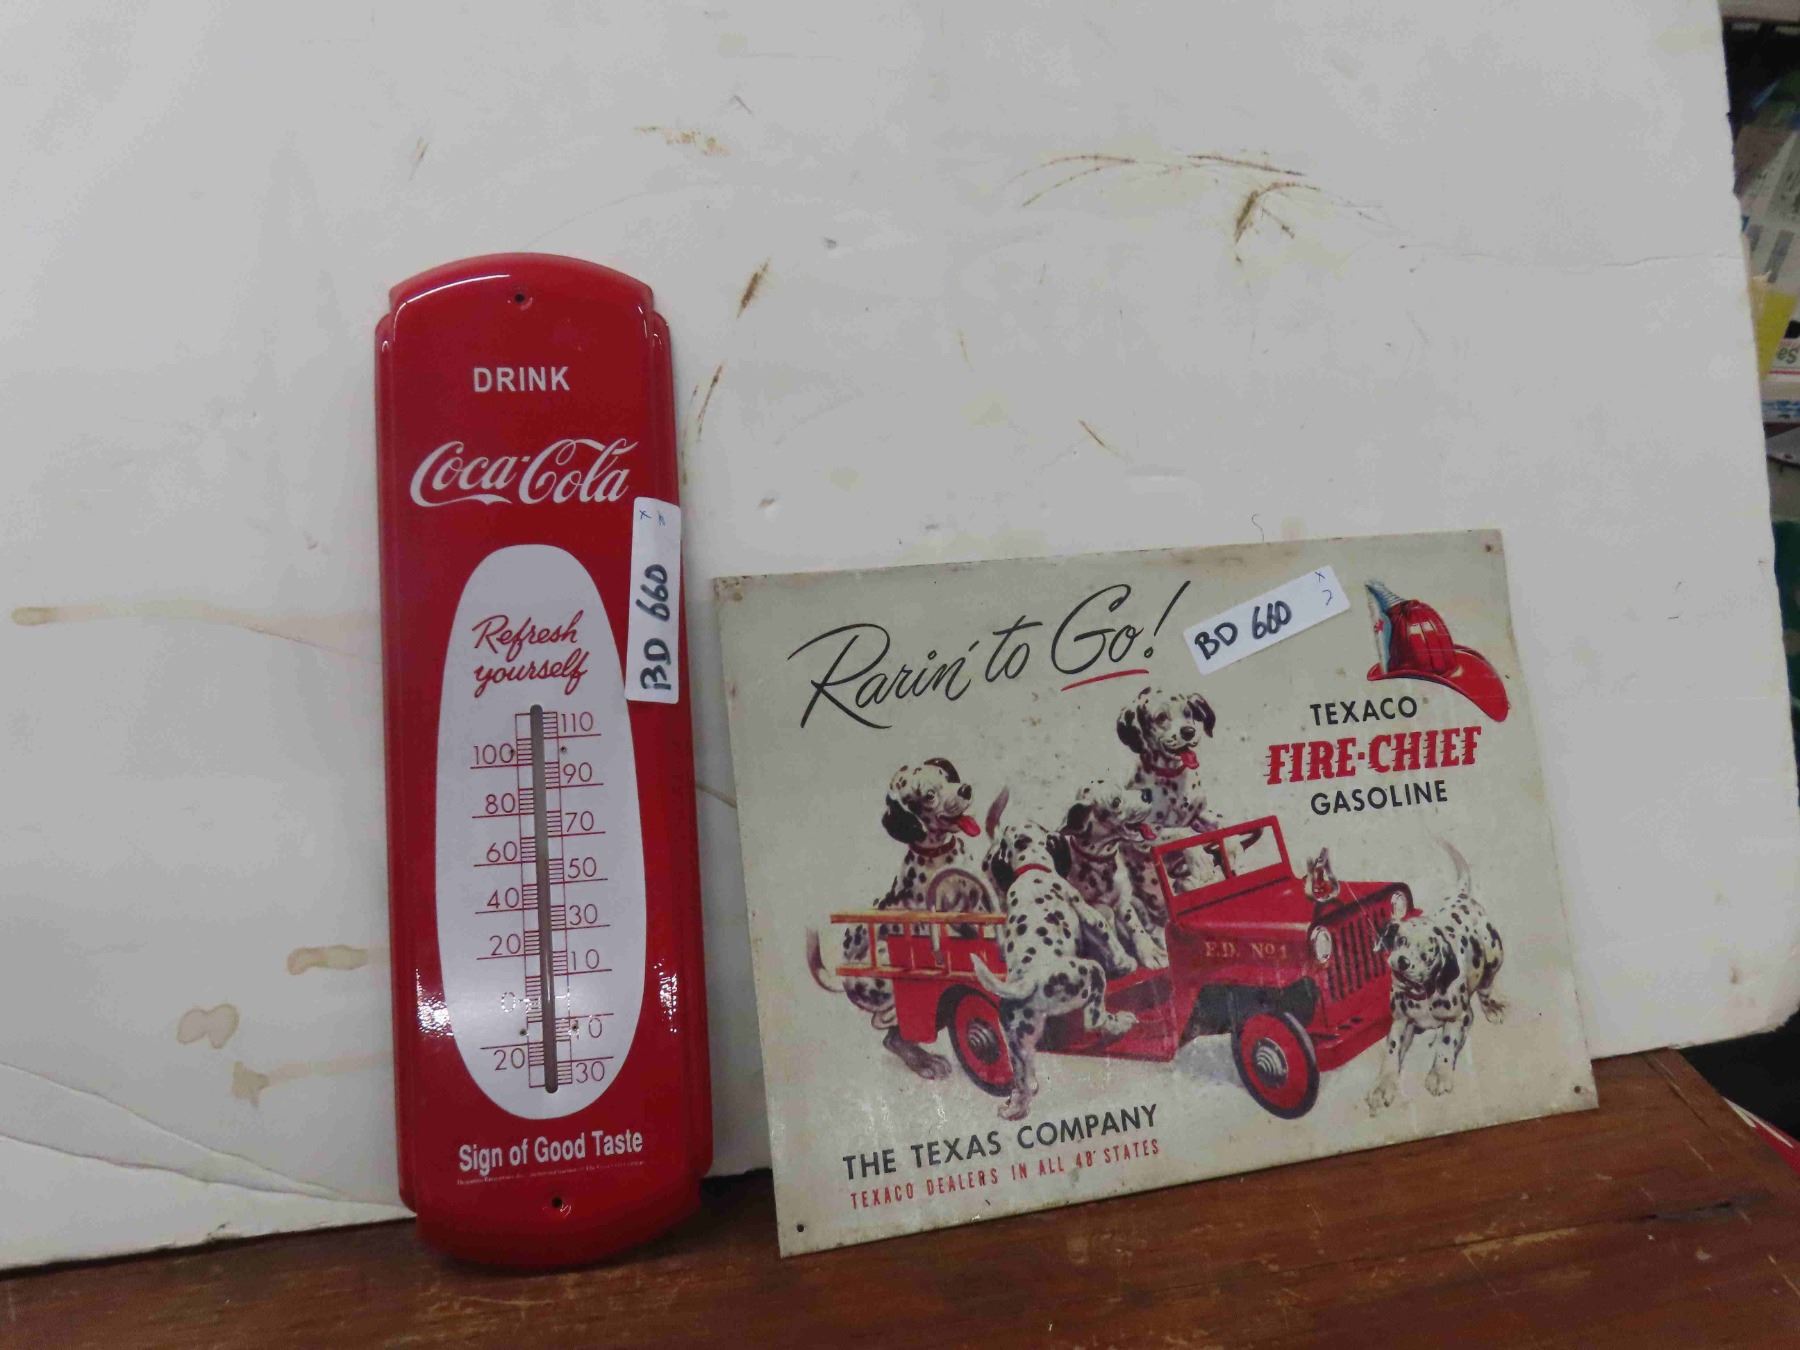 DRINK
Coca-Cola
BD 660
Refresh
yourself
110
100
90
80
70
60
50
40
30
20
10
0
10
20
30
Sign of Good Taste
Rarin' to Go!
BD 660
TEXACO
FIRE-CHIEF
GASOLINE
F.D. No 1
THE TEXAS COMPANY
TEXACO DEALERS IN ALL 48 STATES